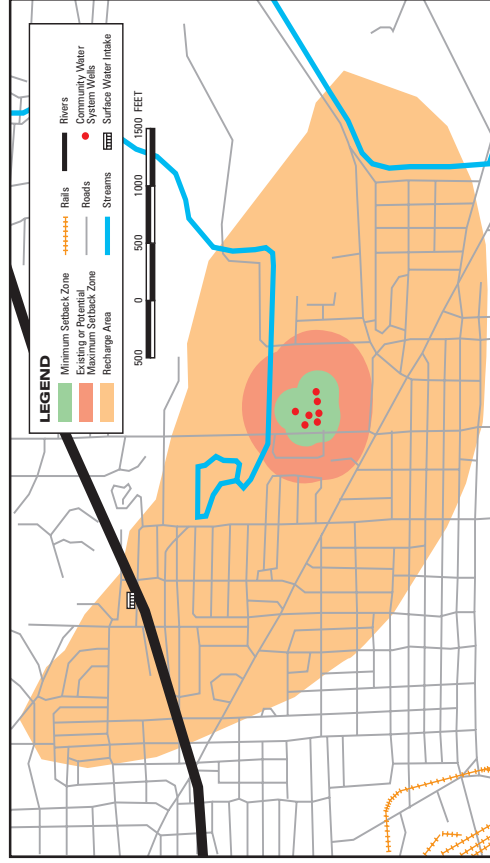 LEGEND
Minimum Setback Zone
Existing or Potential
Maximum Setback Zone
Recharge Area
Rails
Roads
Streams
Rivers
Community Water
System Wells
Surface Water Intake
500 0 500 1000 1500 FEET